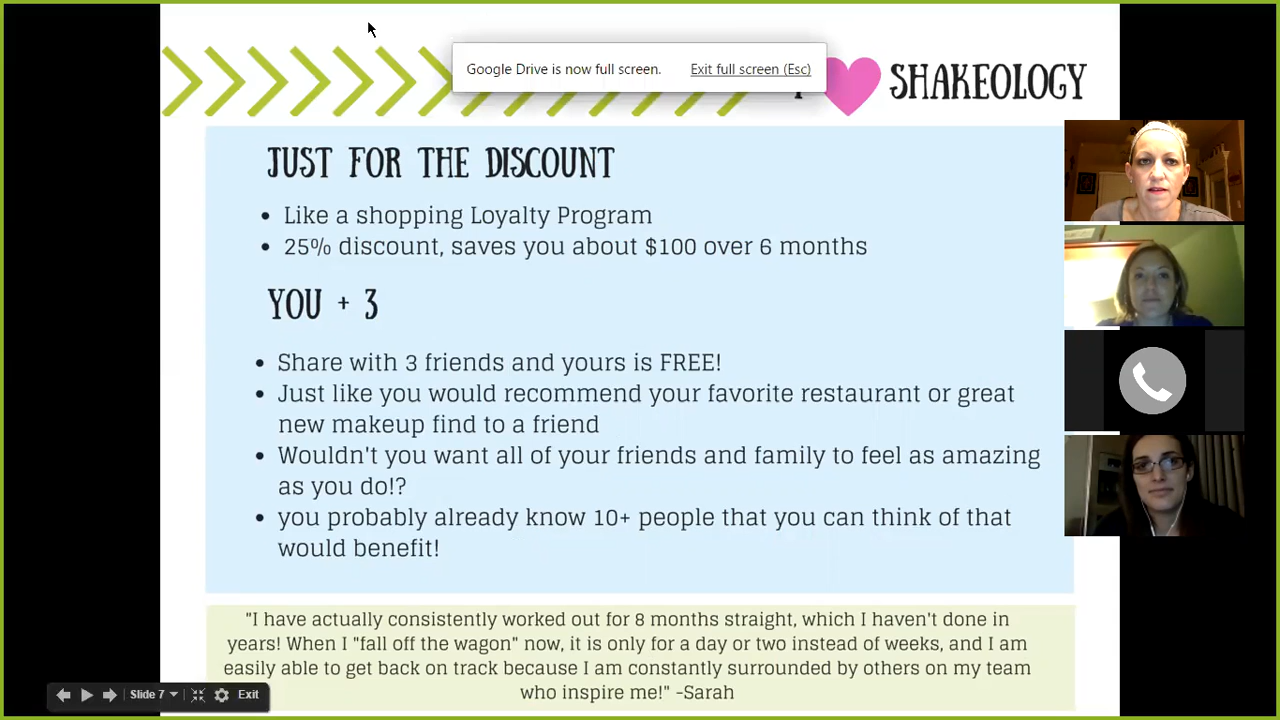 Google Drive is now full screen. Exit full screen (Esc)
SHAKEOLOGY
JUST FOR THE DISCOUNT
• Like a shopping Loyalty Program
• 25% discount, saves you about $100 over 6 months
YOU + 3
• Share with 3 friends and yours is FREE!
• Just like you would recommend your favorite restaurant or great
new makeup find to a friend
• Wouldn't you want all of your friends and family to feel as amazing
as you do!?
• you probably already know 10+ people that you can think of that
would benefit!
"I have actually consistently worked out for 8 months straight, which I haven't done in
years! When I "fall off the wagon" now, it is only for a day or two instead of weeks, and I am
easily able to get back on track because I am constantly surrounded by others on my team
who inspire me!" -Sarah
Slide 7 Exit